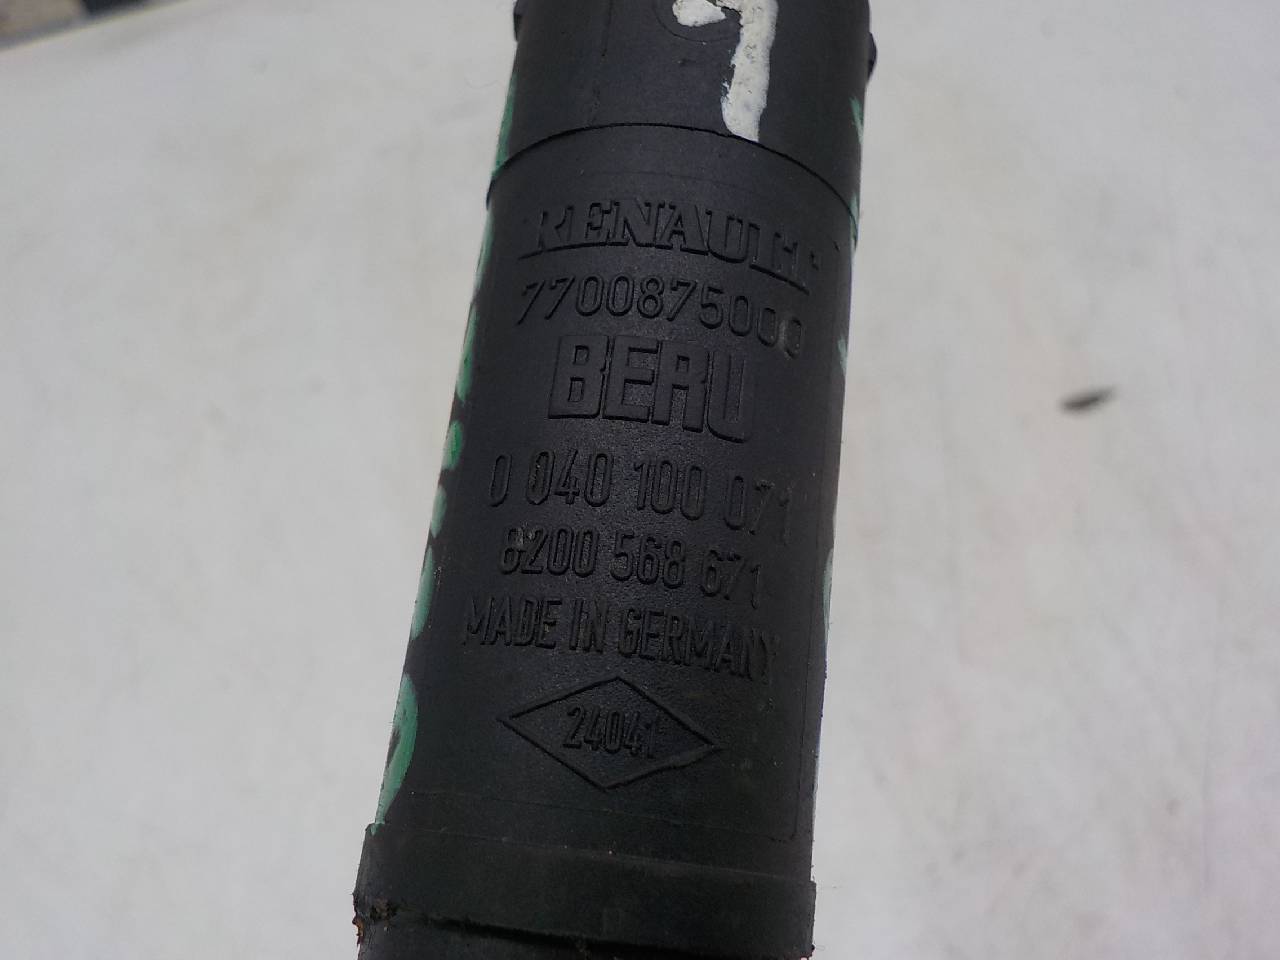 RENAULT
7700875000
BERU
0 040 100 071
8200 568 671
MADE IN GERMANY
24041